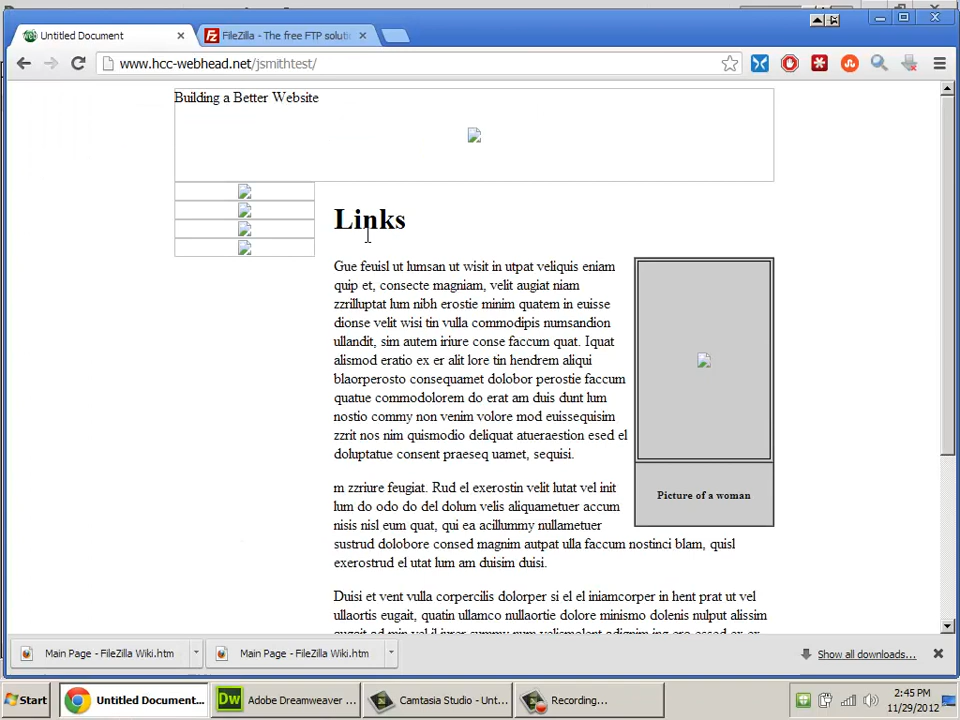 Untitled Document
FileZilla - The free FTP soluti
www.hcc-webhead.net/jsmithtest/
Building a Better Website
Links
Gue feuisl ut lumsan ut wisit in utpat veliquis eniam
quip et, consecte magniam, velit augiat niam
zzrilluptat lum nibh erostie minim quatem in euisse
dionse velit wisi tin vulla commodipis numsandion
ullandit, sim autem iriure conse faccum quat. Iquat
alismod eratio ex er alit lore tin hendrem aliqui
blaorperosto consequamet dolobor perostie faccum
quatue commodolorem do erat am duis dunt lum
nostio commy non venim volore mod euissequisim
zzrit nos nim quismodio deliquat atueraestion esed el
doluptatue consent praeseq uamet, sequisi.
Picture of a woman
m zzriure feugiat. Rud el exerostin velit lutat vel init
lum do odo do del dolum velis aliquametuer accum
nisis nisl eum quat, qui ea acillummy nullametuer
sustrud dolobore consed magnim autpat ulla faccum nostinci blam, quisl
exerostrud el utat lum am duisim duisi.
Duisi et vent vulla corpercilis dolorper si el el iniamcorper in hent prat ut vel
ullaortis eugait, quatin ullamco nullaortie dolore minismo dolenis nulput alissim
Main Page - FileZilla Wiki.htm
Main Page - FileZilla Wiki.htm
Show all downloads...
Start
Untitled Document...
Adobe Dreamweaver ...
Camtasia Studio - Unt...
Recording...
2:45 PM
11/29/2012